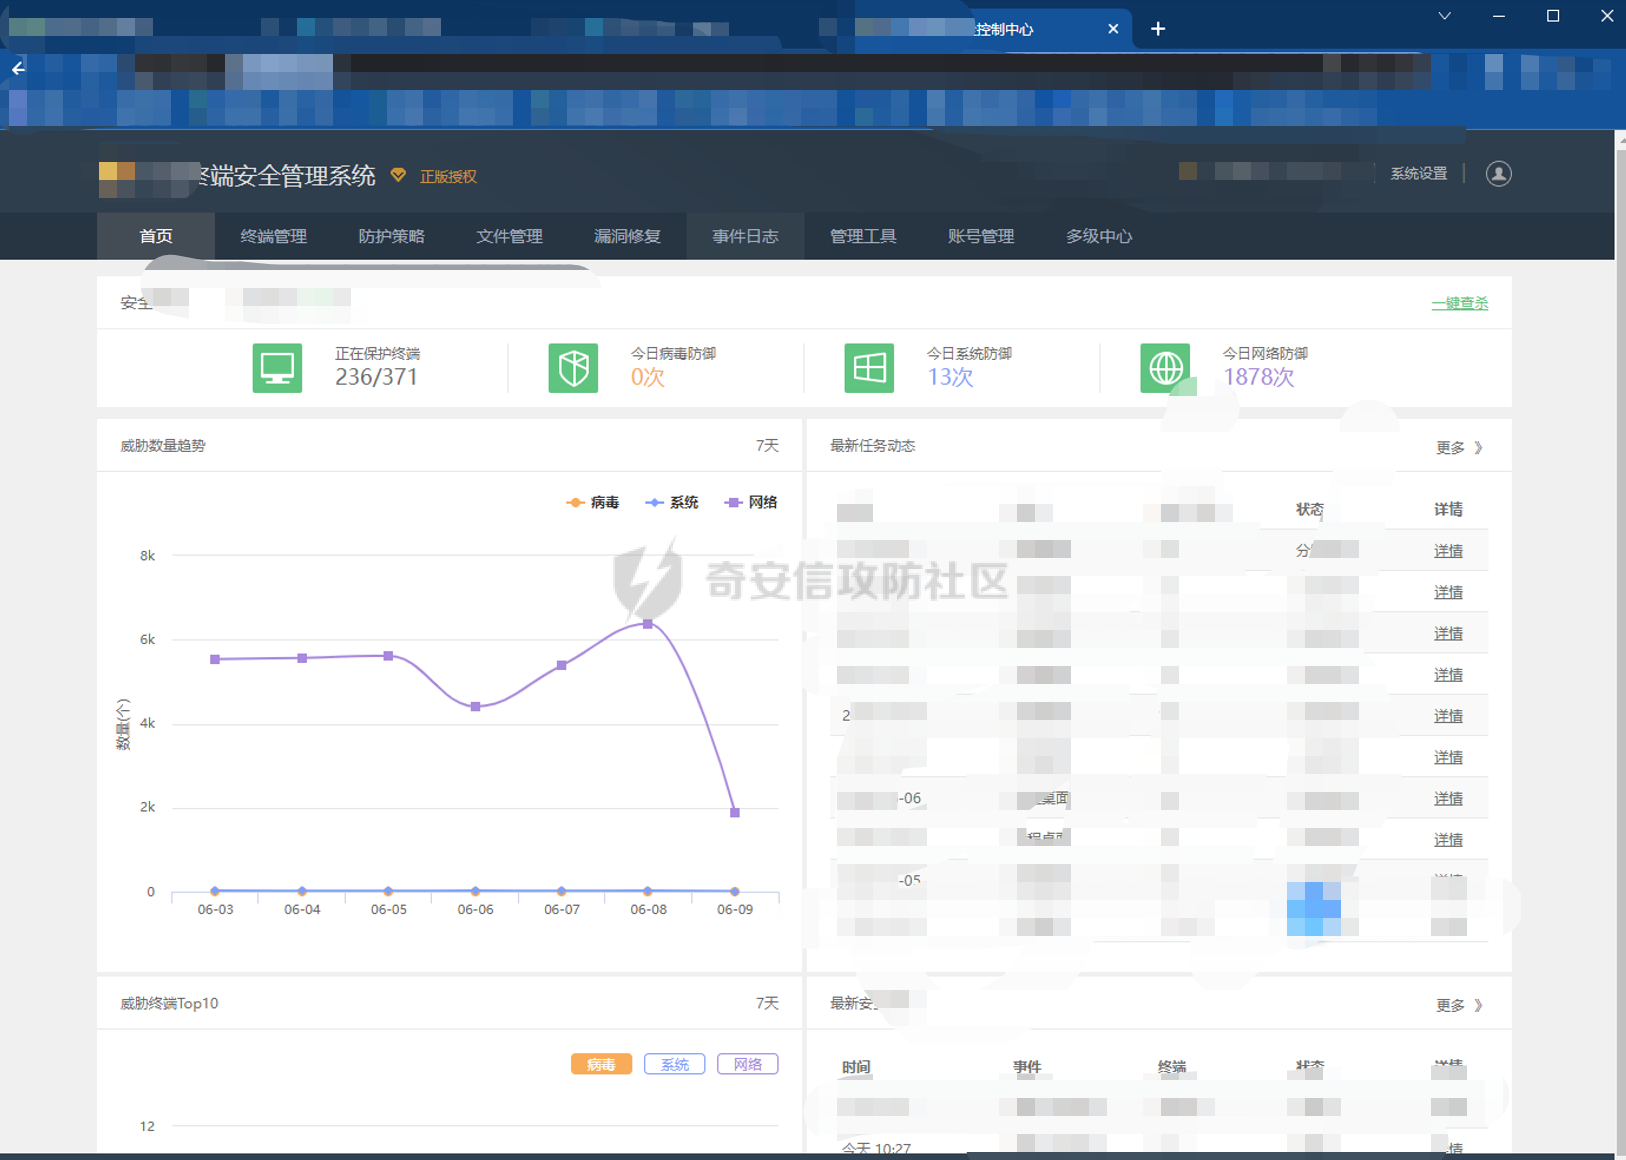 控制中心
终端安全管理系统 正版授权 系统设置
首页 终端管理 防护策略 文件管理 漏洞修复 事件日志 管理工具 账号管理 多级中心
安全 一键查杀
正在保护终端 今日病毒防御 今日系统防御 今日网络防御
236/371 0次 13次 1878次
威胁数量趋势 7天
最新任务动态 更多 》
病毒 系统 网络
状态 详情
8k
6k
4k
2k
0
数量(个)
06-03 06-04 06-05 06-06 06-07 06-08 06-09
奇安信攻防社区
分 详情
详情
详情
详情
2 详情
详情
-06 桌面 详情
程桌面 详情
-05
威胁终端Top10 7天
最新安 更多 》
病毒 系统 网络
12
时间 事件 终端 状态 详情
今天 10:27 情